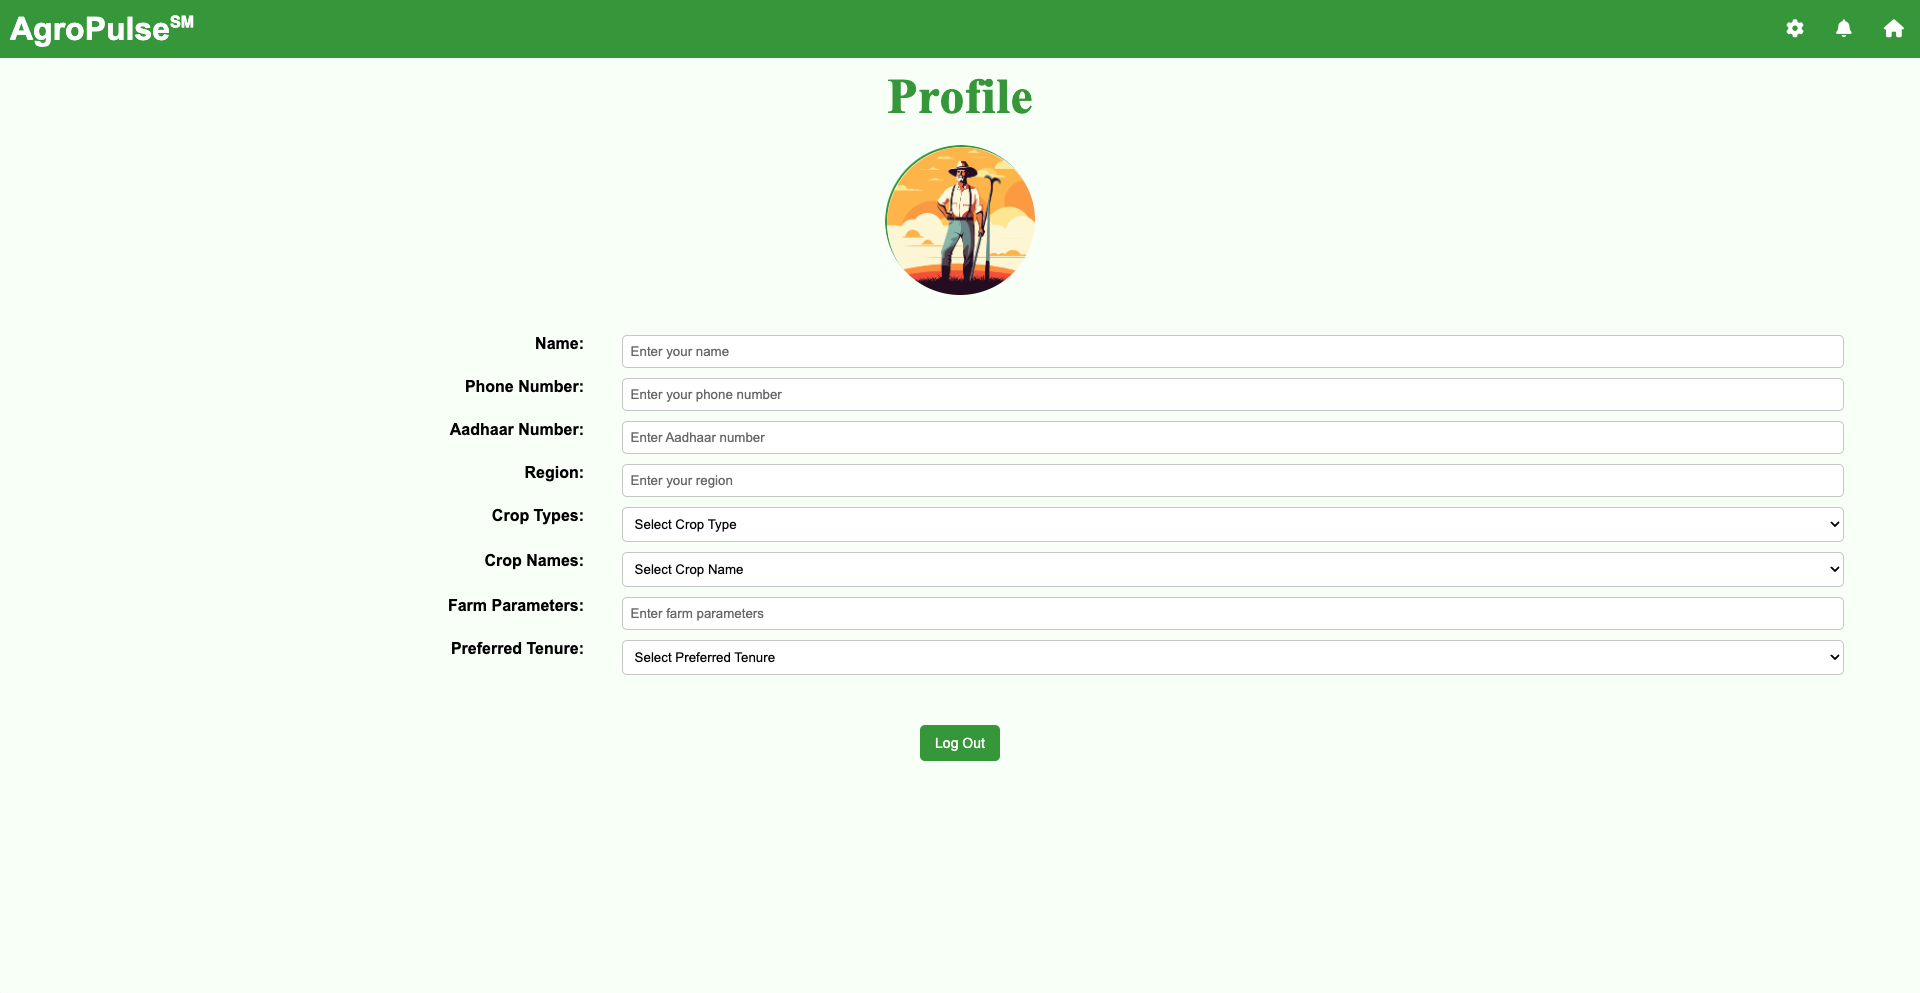 AgroPulse℠
Profile
Name: Enter your name
Phone Number: Enter your phone number
Aadhaar Number: Enter Aadhaar number
Region: Enter your region
Crop Types: Select Crop Type
Crop Names: Select Crop Name
Farm Parameters: Enter farm parameters
Preferred Tenure: Select Preferred Tenure
Log Out